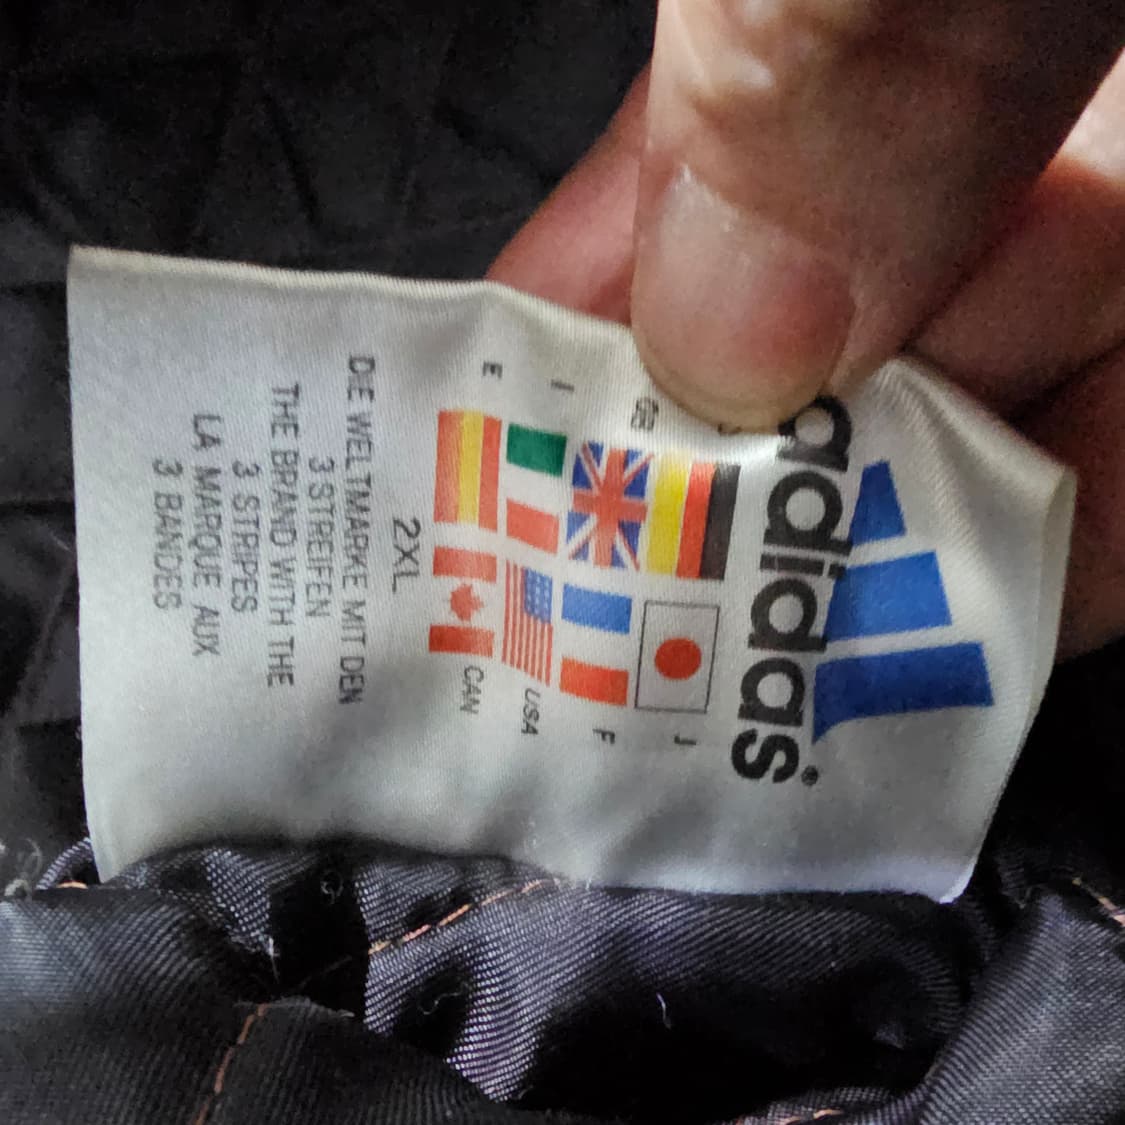 adidas®
J
GB
F
I
USA
E
CAN
2XL
DIE WELTMARKE MIT DEN
3 STREIFEN
THE BRAND WITH THE
3 STRIPES
LA MARQUE AUX
3 BANDES